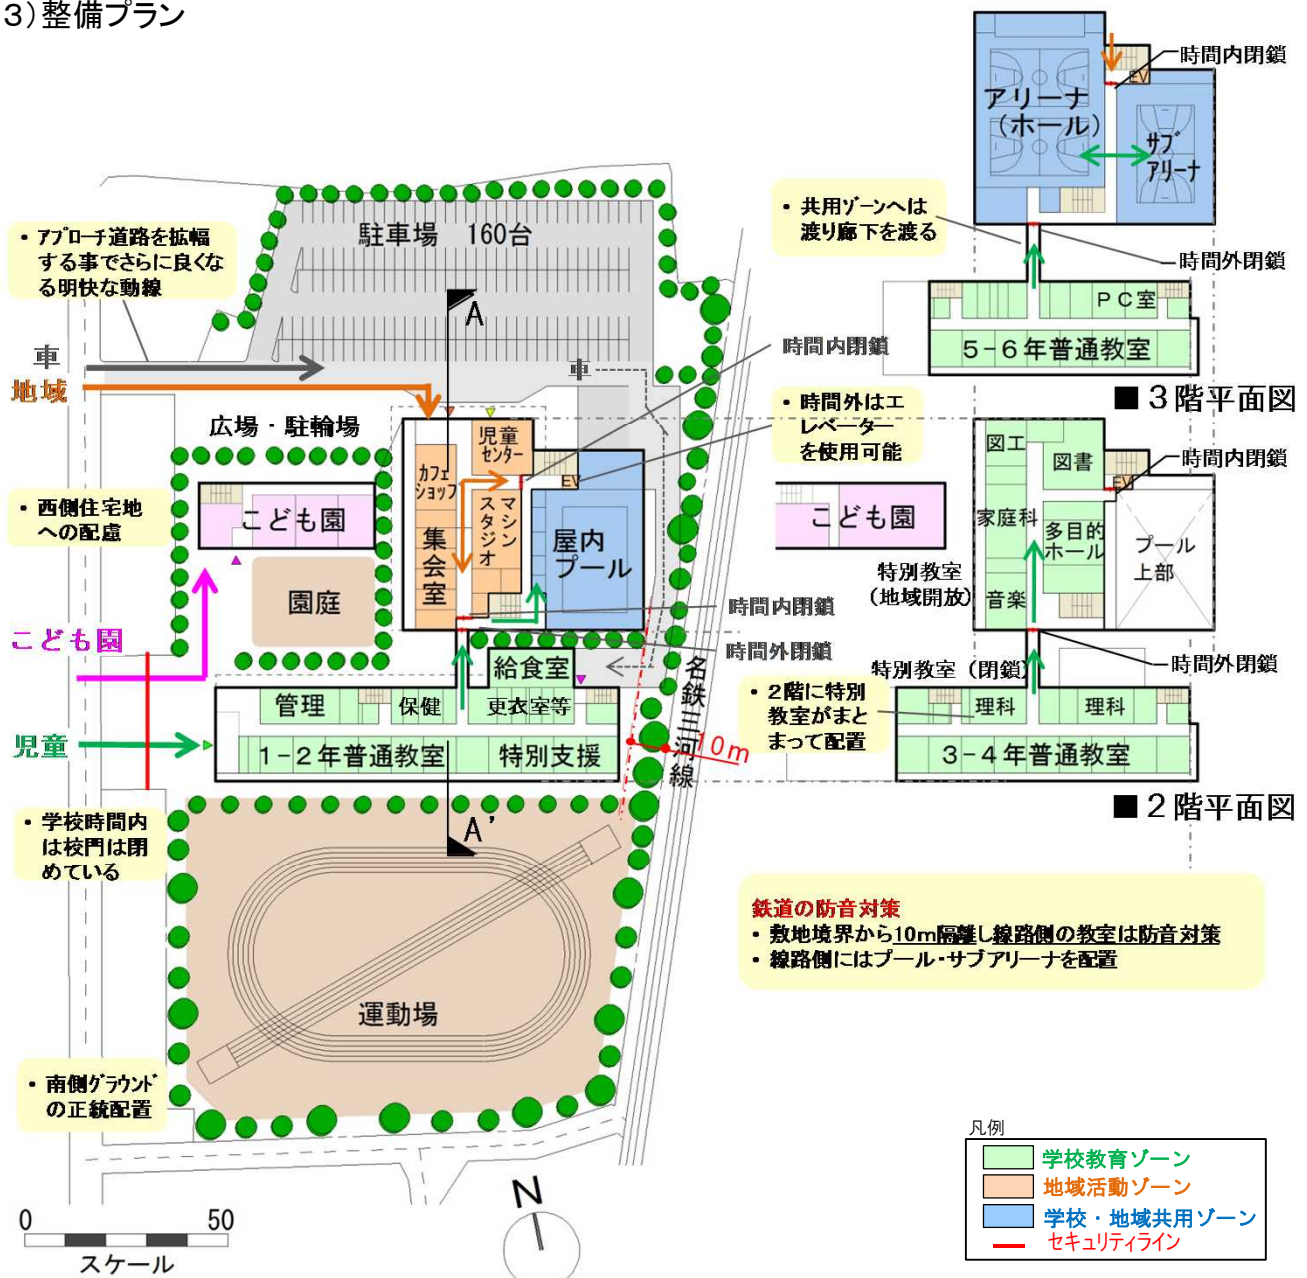 3)整備プラン
・アプローチ道路を拡幅
する事でさらに良くな
る明快な動線
駐車場 160台
A
車
地域
車
広場・駐輪場
時間内閉鎖
・時間外はエ
レベーター
を使用可能
児童
センター
カフェ
ショップ
EV
マシン
スタジオ
集会室
屋内
プール
・西側住宅地
への配慮
こども園
園庭
こども園
時間内閉鎖
時間外閉鎖
給食室
管理
保健
更衣室等
児童
1-2年普通教室
特別支援
10m
名鉄三河線
・学校時間内
は校門は閉
めている
A'
運動場
・南側グラウンド
の正統配置
N
0
50
スケール
アリーナ
(ホール)
EV
時間内閉鎖
サブ
アリーナ
・共用ゾーンへは
渡り廊下を渡る
時間外閉鎖
PC室
5-6年普通教室
■3階平面図
図工
図書
時間内閉鎖
EV
こども園
家庭科
多目的
ホール
プール
上部
特別教室
(地域開放)
音楽
特別教室(閉鎖)
時間外閉鎖
・2階に特別
教室がまと
まって配置
理科
理科
3-4年普通教室
■2階平面図
鉄道の防音対策
・敷地境界から10m隔離し線路側の教室は防音対策
・線路側にはプール・サブアリーナを配置
凡例
学校教育ゾーン
地域活動ゾーン
学校・地域共用ゾーン
セキュリティライン